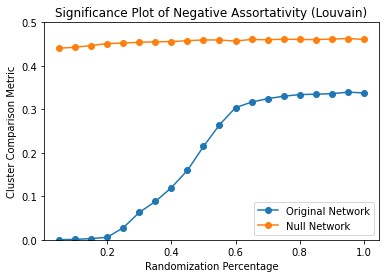 Significance Plot of Negative Assortativity (Louvain)
Cluster Comparison Metric
0.5
0.4
0.3
0.2
0.1
0.0
0.2 0.4 0.6 0.8 1.0
Randomization Percentage
Original Network
Null Network